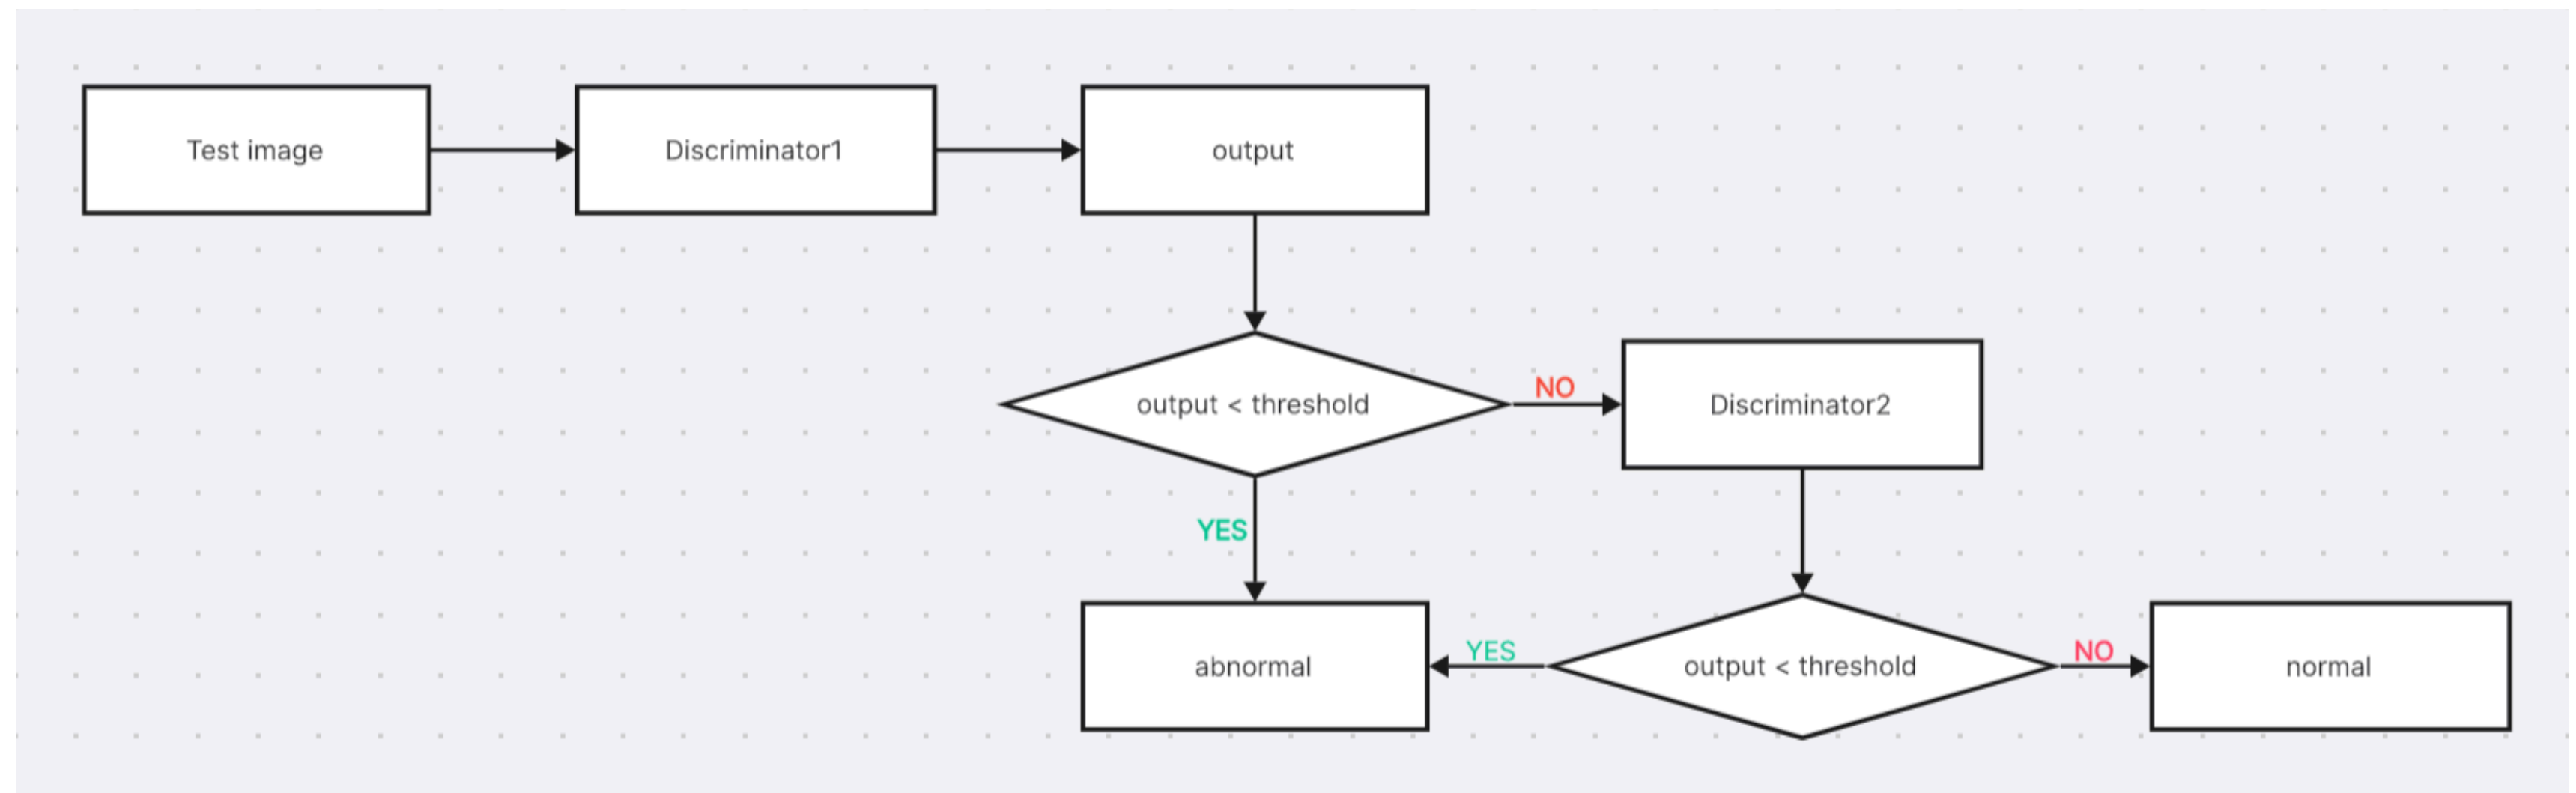 Test image
Discriminator1
output
output < threshold
NO
Discriminator2
YES
abnormal
YES
output < threshold
NO
normal